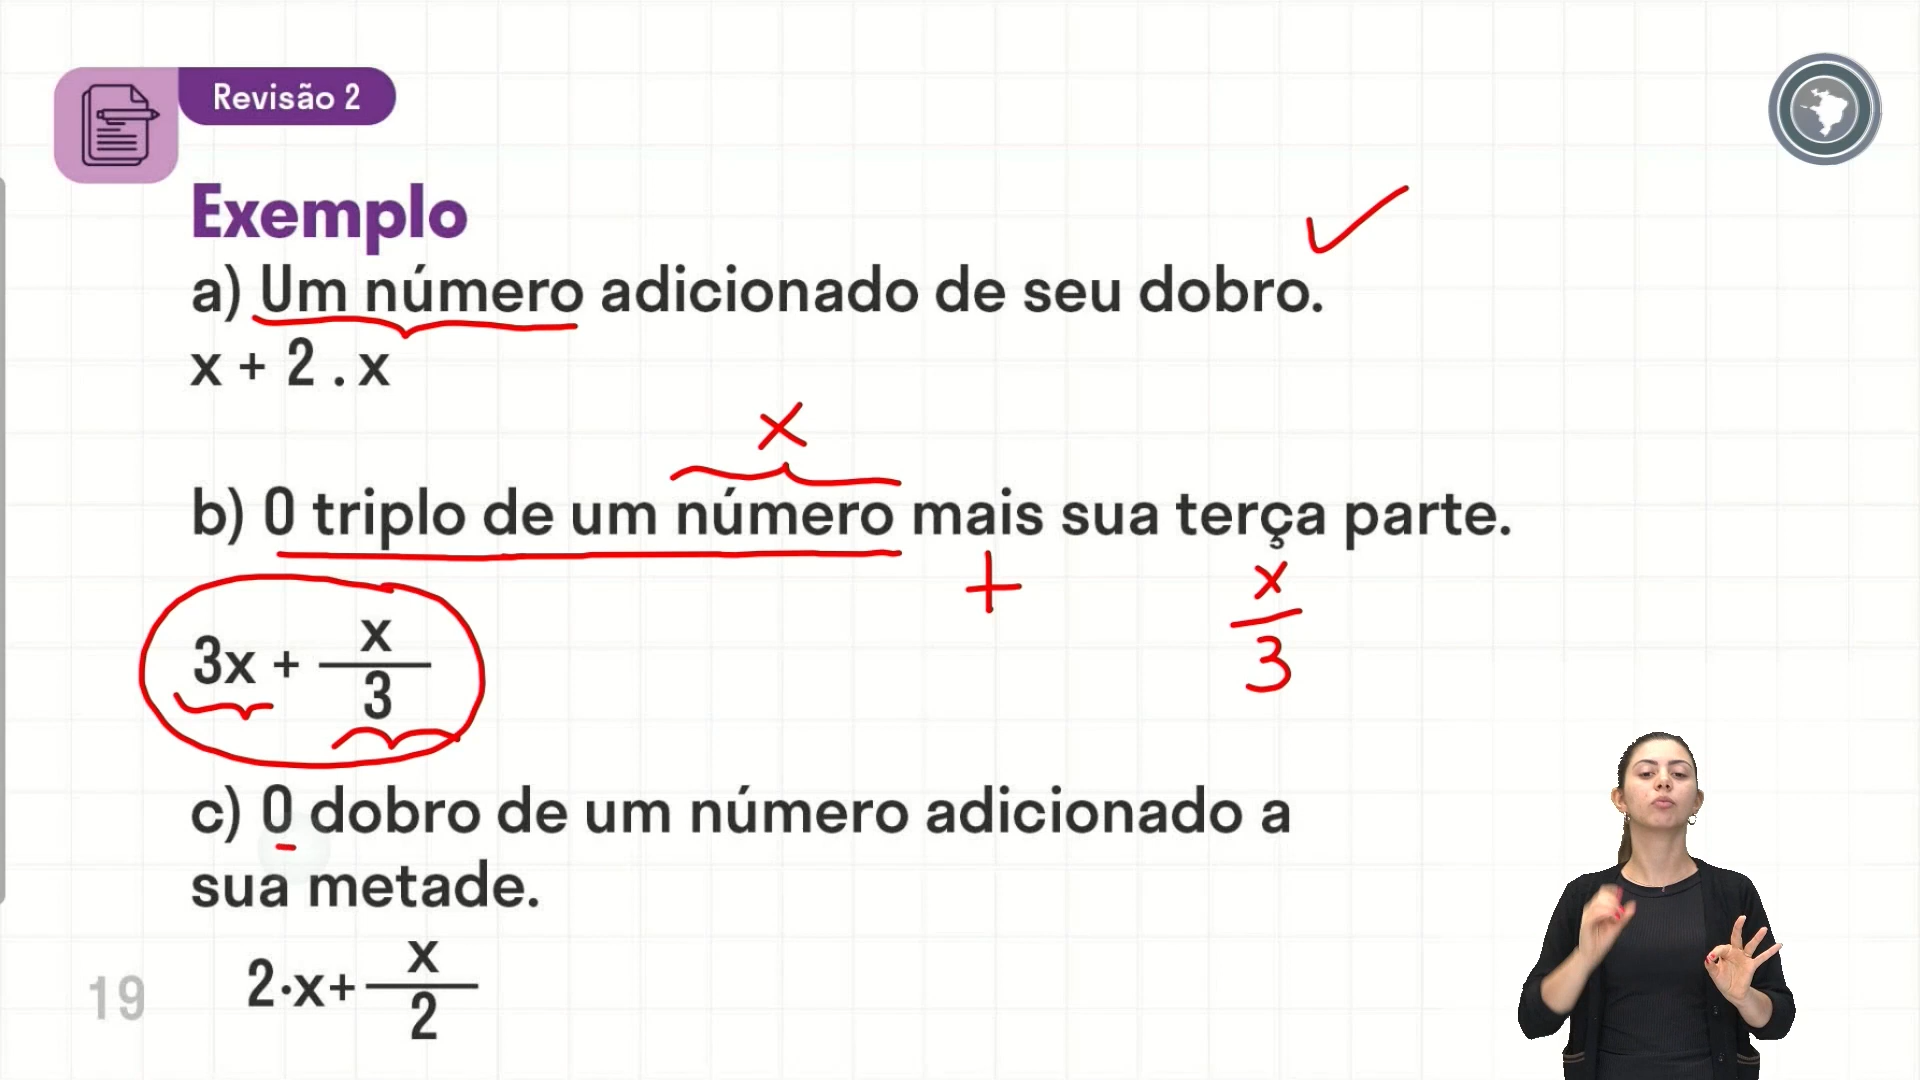 Revisão 2
Exemplo
a) Um número adicionado de seu dobro.
x + 2 . x
x
b) O triplo de um número mais sua terça parte.
+ x/3
3x + x/3
c) O dobro de um número adicionado a
sua metade.
2·x+ x/2
19